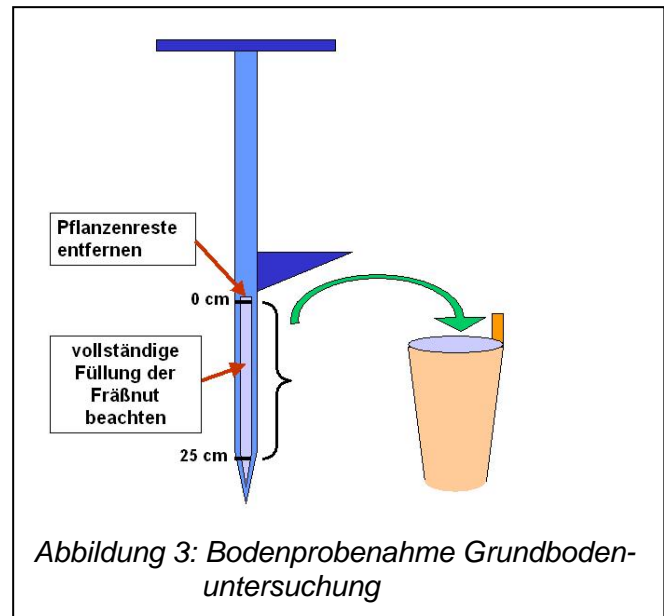 Pflanzenreste
entfernen
0 cm
vollständige
Füllung der
Fräßnut
beachten
25 cm
Abbildung 3: Bodenprobenahme Grundboden-
untersuchung